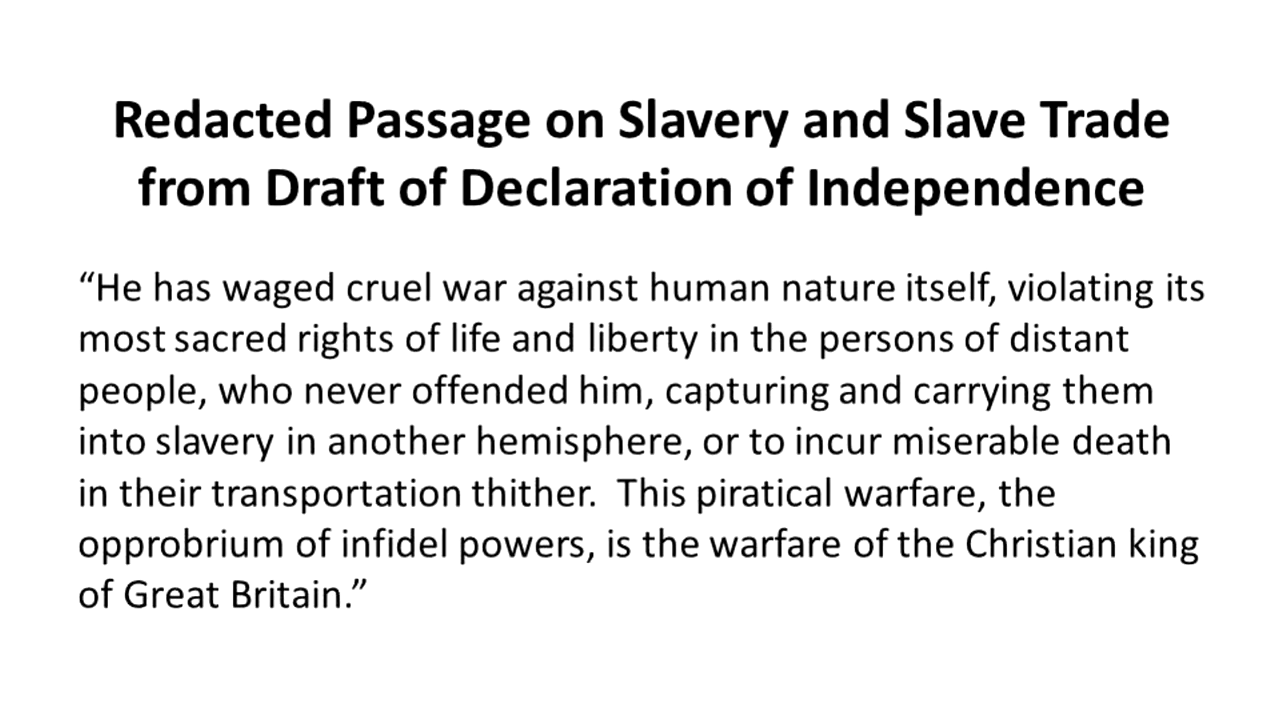 Redacted Passage on Slavery and Slave Trade
from Draft of Declaration of Independence
“He has waged cruel war against human nature itself, violating its
most sacred rights of life and liberty in the persons of distant
people, who never offended him, capturing and carrying them
into slavery in another hemisphere, or to incur miserable death
in their transportation thither.  This piratical warfare, the
opprobrium of infidel powers, is the warfare of the Christian king
of Great Britain.”